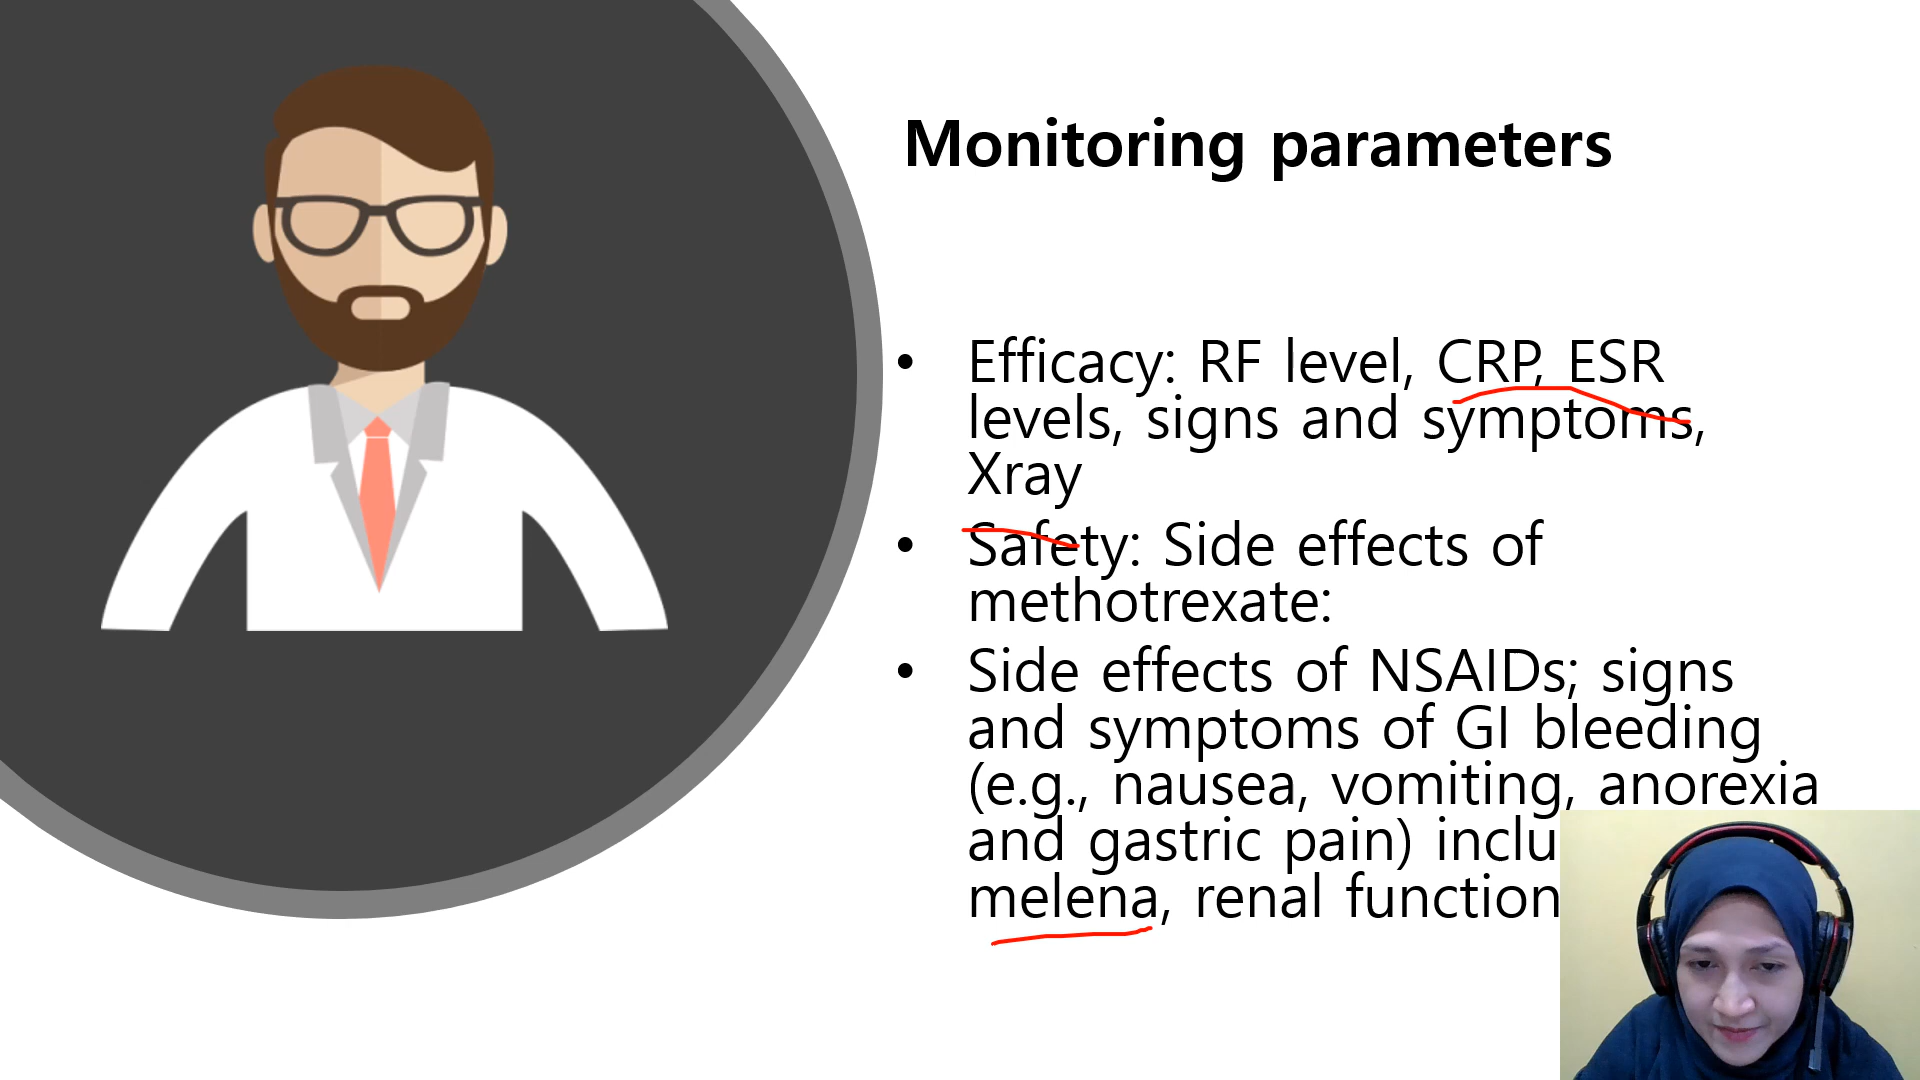 Monitoring parameters
• Efficacy: RF level, CRP, ESR
levels, signs and symptoms,
Xray
• Safety: Side effects of
methotrexate:
• Side effects of NSAIDs; signs
and symptoms of GI bleeding
(e.g., nausea, vomiting, anorexia
and gastric pain)
melena, renal function